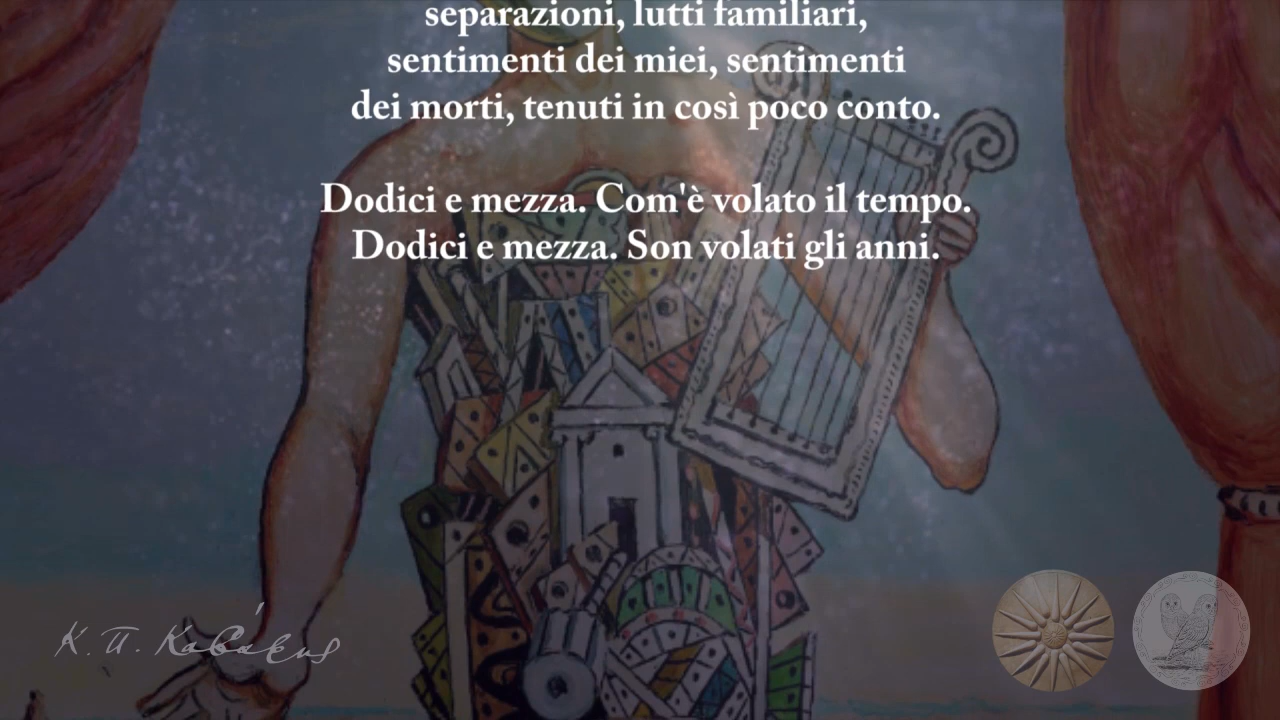 separazioni, lutti familiari,
sentimenti dei miei, sentimenti
dei morti, tenuti in così poco conto.
Dodici e mezza. Com'è volato il tempo.
Dodici e mezza. Son volati gli anni.
Κ. Π. Καβάφης